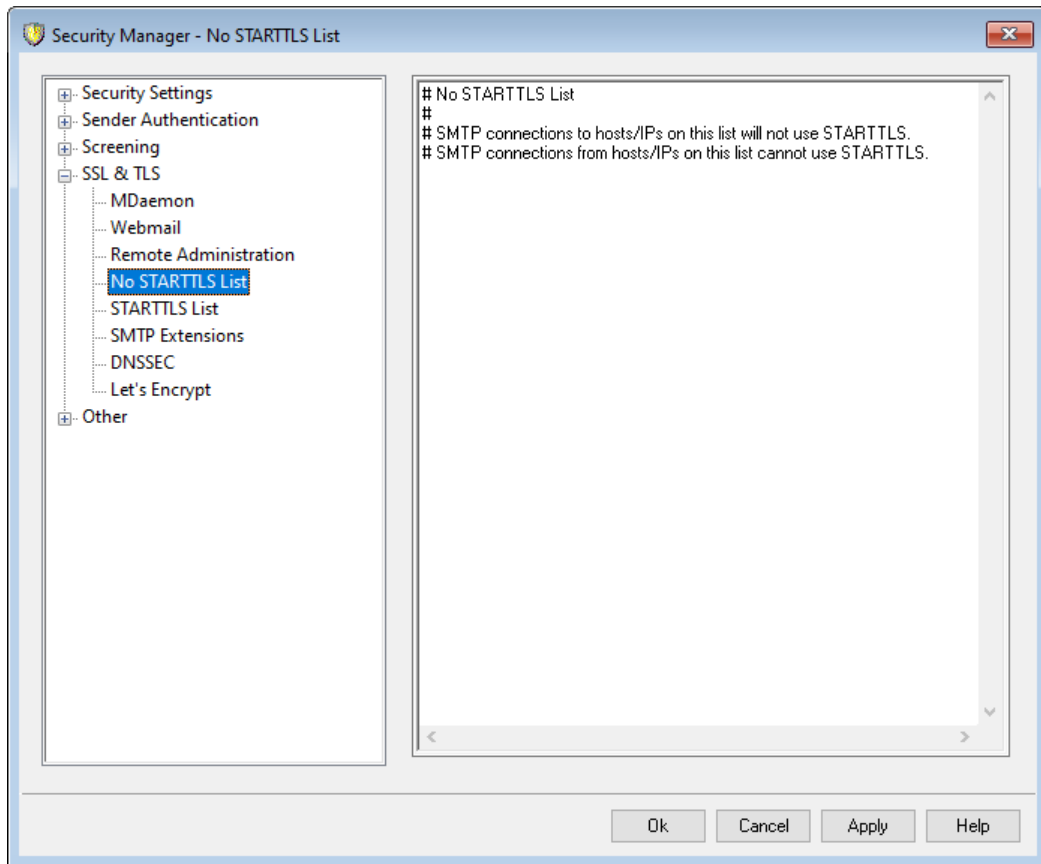 Security Manager - No STARTTLS List
Security Settings
Sender Authentication
Screening
SSL & TLS
MDaemon
Webmail
Remote Administration
No STARTTLS List
STARTTLS List
SMTP Extensions
DNSSEC
Let's Encrypt
Other
# No STARTTLS List
#
# SMTP connections to hosts/IPs on this list will not use STARTTLS.
# SMTP connections from hosts/IPs on this list cannot use STARTTLS.
Ok Cancel Apply Help